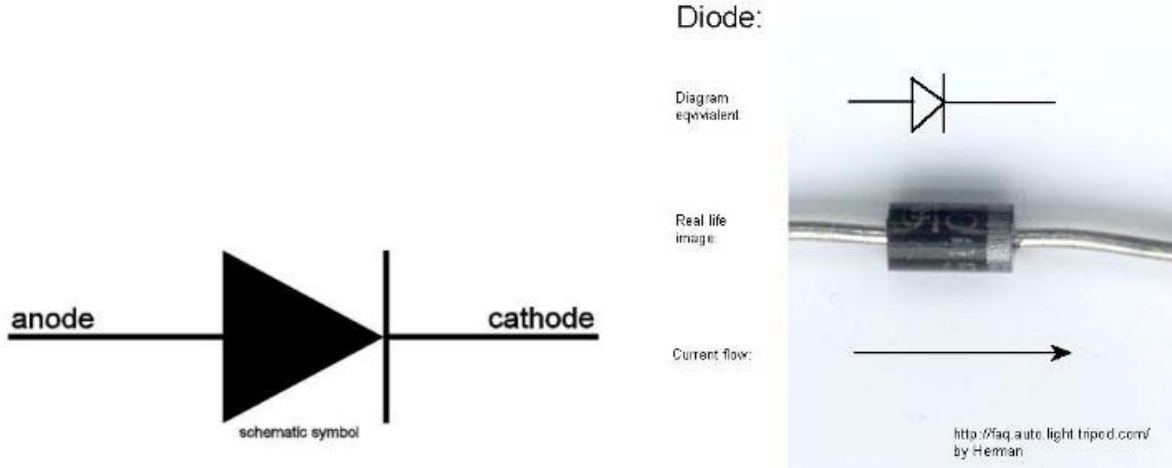 anode
cathode
schematic symbol
Diode:
Diagram
eqvivalent
Real life
image
Current flow:
http://faq.auto.light.tripod.com/
by Herman